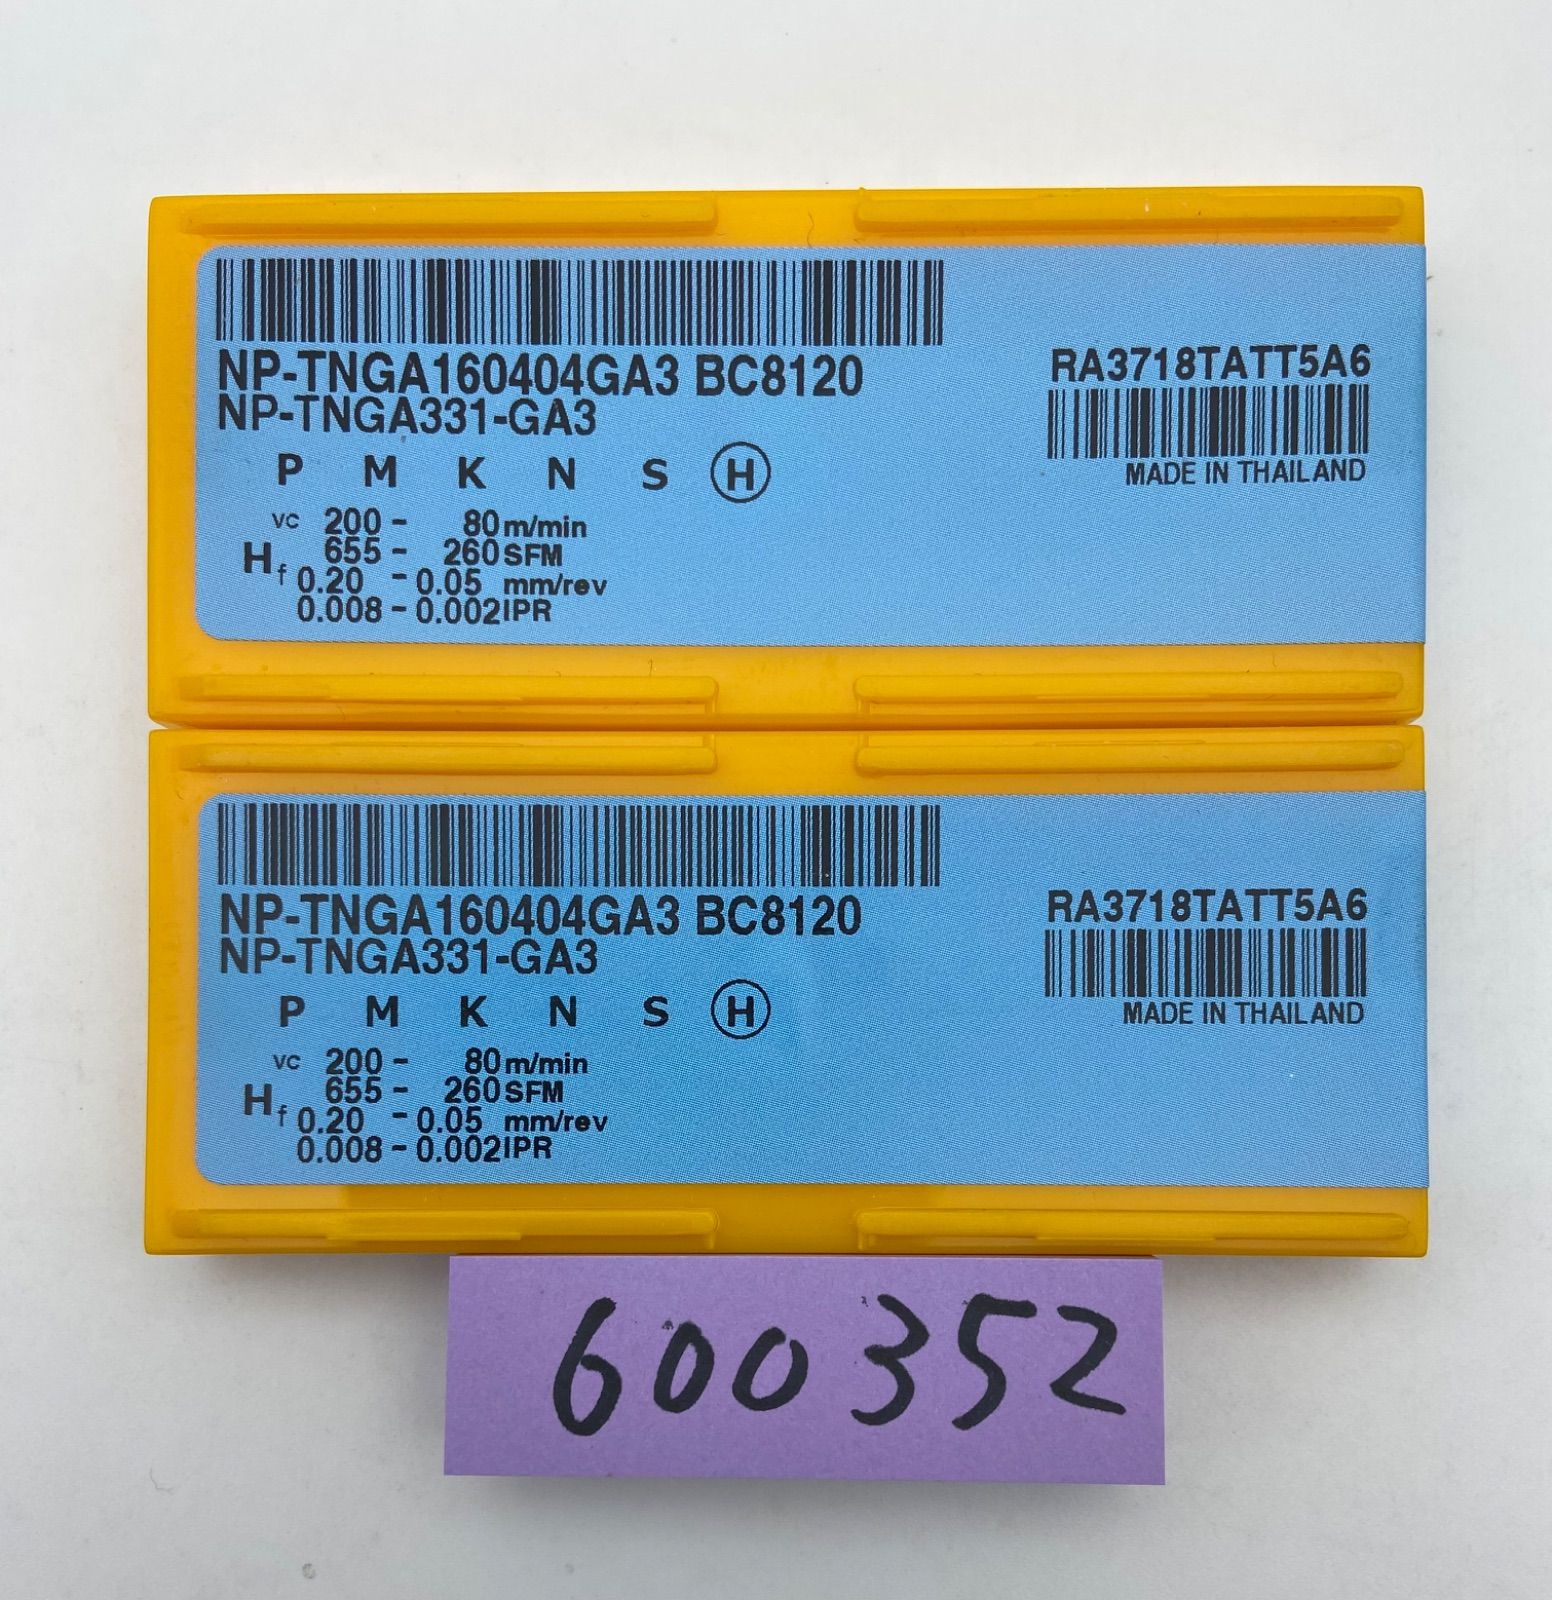 NP-TNGA160404GA3 BC8120
NP-TNGA331-GA3
RA3718TATT5A6
MADE IN THAILAND
P M K N S H
vc 200 - 80 m/min
655 - 260 SFM
H
f 0.20 - 0.05 mm/rev
0.008 - 0.002 IPR
NP-TNGA160404GA3 BC8120
NP-TNGA331-GA3
RA3718TATT5A6
MADE IN THAILAND
P M K N S H
vc 200 - 80 m/min
655 - 260 SFM
H
f 0.20 - 0.05 mm/rev
0.008 - 0.002 IPR
600352